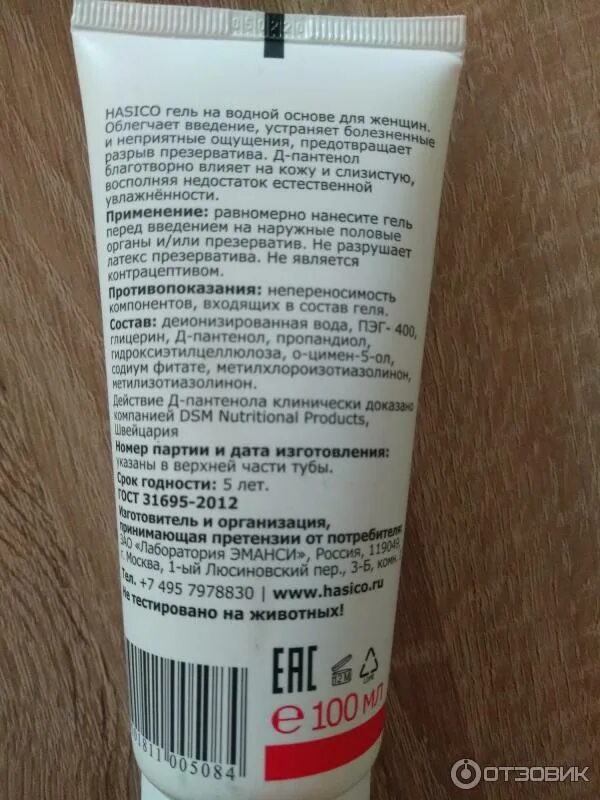 HASICO гель на водной основе для женщин.
Облегчает введение, устраняет болезненные
и неприятные ощущения, предотвращает
разрыв презерватива. Д-пантенол
благотворно влияет на кожу и слизистую,
восполняя недостаток естественной
увлажнённости.
Применение: равномерно нанесите гель
перед введением на наружные половые
органы и/или презерватив. Не разрушает
латекс презерватива. Не является
контрацептивом.
Противопоказания: непереносимость
компонентов, входящих в состав геля.
Состав: деионизированная вода, ПЭГ- 400,
глицерин, Д-пантенол, пропандиол,
гидроксиэтилцеллюлоза, о-цимен-5-ол,
содиум фитате, метилхлороизотиазолинон,
метилизотиазолинон.
Действие Д-пантенола клинически доказано
компанией DSM Nutritional Products,
Швейцария
Номер партии и дата изготовления:
указаны в верхней части тубы.
Срок годности: 5 лет.
ГОСТ 31695-2012
Изготовитель и организация,
принимающая претензии от потребителя:
ЗАО «Лаборатория ЭМАНСИ», Россия, 119049,
г. Москва, 1-ый Люсиновский пер., 3-Б, комн.
Тел. +7 495 7978830 | www.hasico.ru
Не тестировано на животных!
EAC
12 M
e 100 мл
01811 005084
ОТЗОВИК